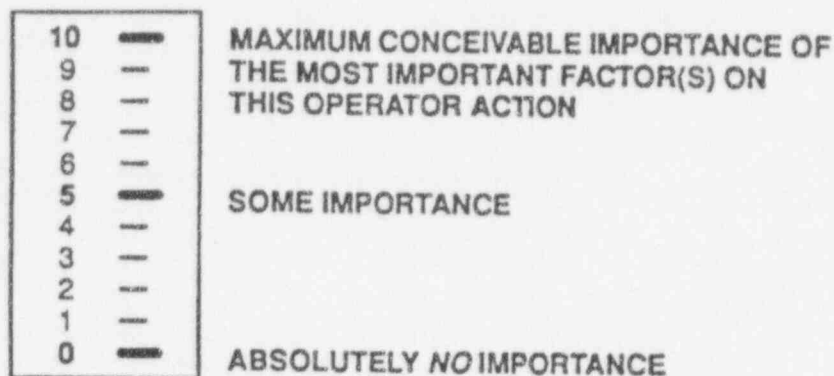 10 MAXIMUM CONCEIVABLE IMPORTANCE OF
9 THE MOST IMPORTANT FACTOR(S) ON
8 THIS OPERATOR ACTION
7
6
5 SOME IMPORTANCE
4
3
2
1
0 ABSOLUTELY NO IMPORTANCE